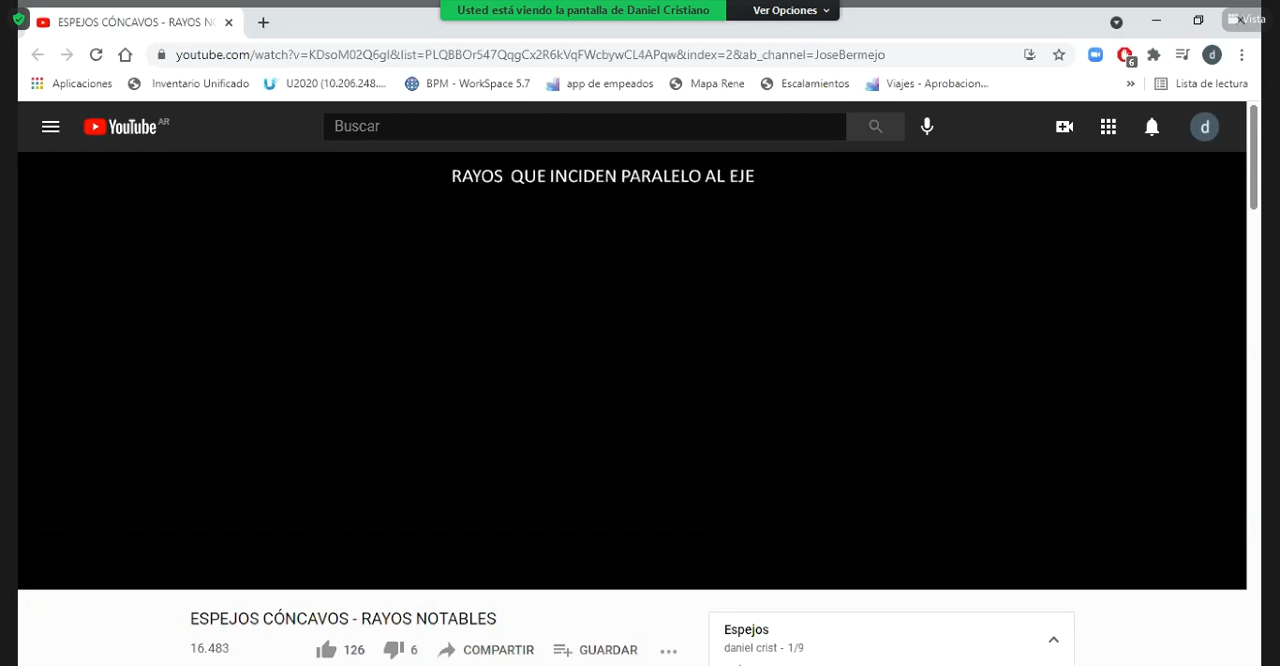 Usted está viendo la pantalla de Daniel Cristiano
Ver Opciones
Vista
ESPEJOS CÓNCAVOS - RAYOS NO
youtube.com/watch?v=KDsoM02Q6gI&list=PLQBBOr547QqgCx2R6kVqFWcbywCL4APqw&index=2&ab_channel=JoseBermejo
6
d
Aplicaciones
Inventario Unificado
U2020 (10.206.248....
BPM - WorkSpace 5.7
app de empeados
Mapa Rene
Escalamientos
Viajes - Aprobacion...
»
Lista de lectura
YouTube AR
Buscar
d
RAYOS QUE INCIDEN PARALELO AL EJE
ESPEJOS CÓNCAVOS - RAYOS NOTABLES
16.483
126
6
COMPARTIR
GUARDAR
Espejos
daniel crist - 1/9